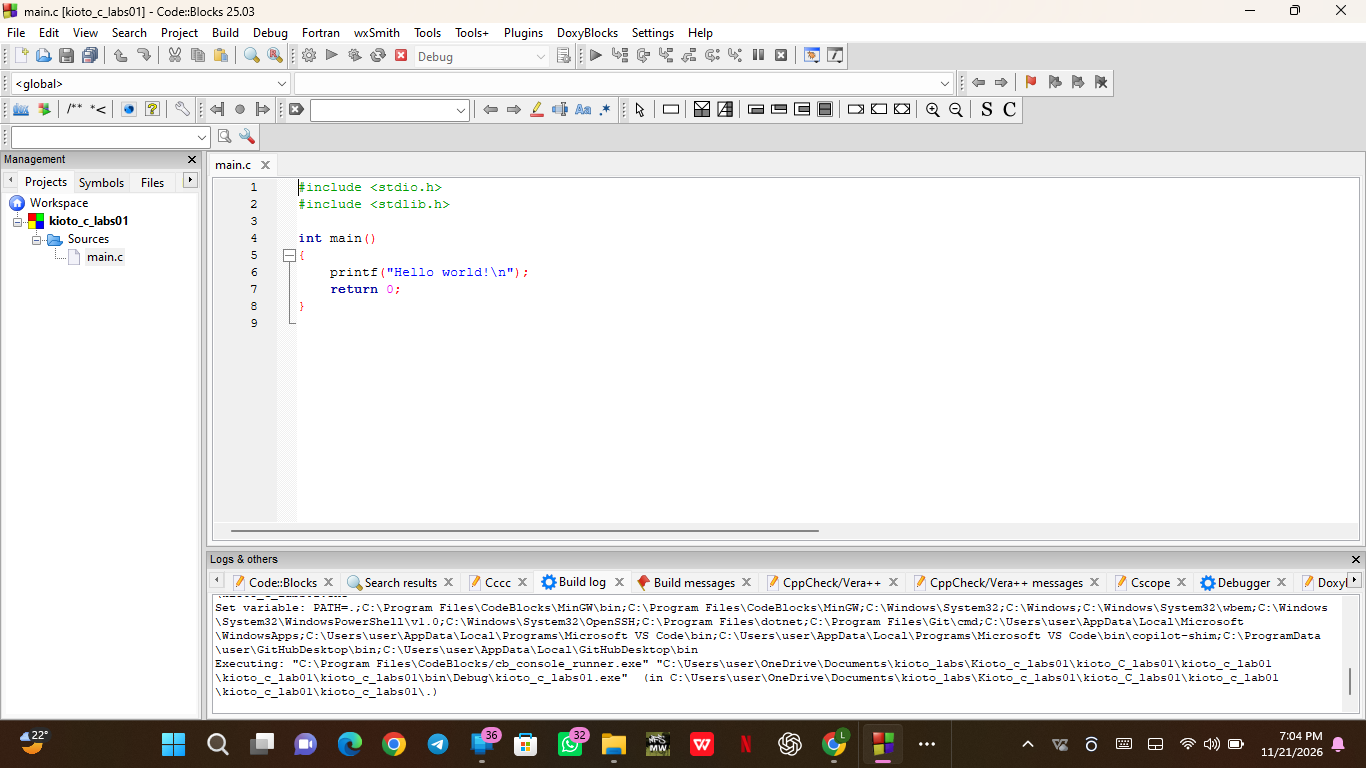 main.c [kioto_c_labs01] - Code::Blocks 25.03
File Edit View Search Project Build Debug Fortran wxSmith Tools Tools+ Plugins DoxyBlocks Settings Help
Debug
<global>
/** *<
Aa .* S C
Management
Projects Symbols Files
Workspace
kioto_c_labs01
Sources
main.c
main.c
1 #include <stdio.h>
2 #include <stdlib.h>
3
4 int main()
5 {
6 printf("Hello world!\n");
7 return 0;
8 }
9
Logs & others
Code::Blocks Search results Cccc Build log Build messages CppCheck/Vera++ CppCheck/Vera++ messages Cscope Debugger Doxyl
Set variable: PATH=.;C:\Program Files\CodeBlocks\MinGW\bin;C:\Program Files\CodeBlocks\MinGW;C:\Windows\System32;C:\Windows;C:\Windows\System32\wbem;C:\Windows
\System32\WindowsPowerShell\v1.0;C:\Windows\System32\OpenSSH;C:\Program Files\dotnet;C:\Program Files\Git\cmd;C:\Users\user\AppData\Local\Microsoft
\WindowsApps;C:\Users\user\AppData\Local\Programs\Microsoft VS Code\bin;C:\Users\user\AppData\Local\Programs\Microsoft VS Code\bin\copilot-shim;C:\ProgramData
\user\GitHubDesktop\bin;C:\Users\user\AppData\Local\GitHubDesktop\bin
Executing: "C:\Program Files\CodeBlocks/cb_console_runner.exe" "C:\Users\user\OneDrive\Documents\kioto_labs\Kioto_c_labs01\kioto_C_labs01\kioto_c_lab01
\kioto_c_lab01\kioto_c_labs01\bin\Debug\kioto_c_labs01.exe" (in C:\Users\user\OneDrive\Documents\kioto_labs\Kioto_c_labs01\kioto_C_labs01\kioto_c_lab01
\kioto_c_lab01\kioto_c_labs01\.)
22°
36
32
MW
L
7:04 PM
11/21/2026